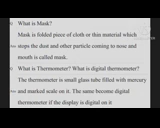 Q What is Mask?
Mask is folded piece of cloth or thin material which
Ans stops the dust and other particle coming to nose and
mouth is called mask.
Q What is Thermometer? What is digital thermometer?
The thermometer is small glass tube filled with mercury
Ans and marked scale on it. The same become digital
thermometer if the display is digital on it